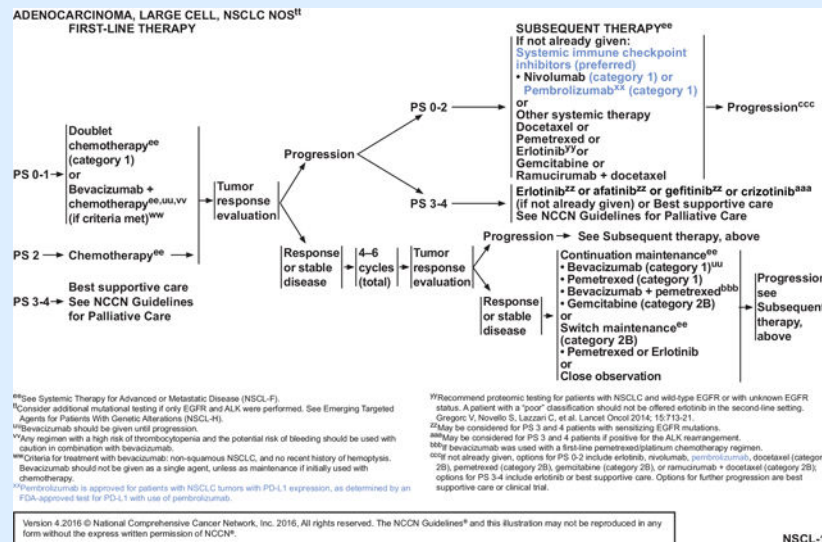 ADENOCARCINOMA, LARGE CELL, NSCLC NOStt
FIRST-LINE THERAPY
PS 0-1
Doublet
chemotherapyee
(category 1)
or
Bevacizumab +
chemotherapyee,uu,vv
(if criteria met)ww
PS 2
Chemotherapyee
PS 3-4
Best supportive care
See NCCN Guidelines
for Palliative Care
Tumor
response
evaluation
Progression
Response
or stable
disease
4–6
cycles
(total)
Tumor
response
evaluation
PS 0-2
PS 3-4
SUBSEQUENT THERAPYee
If not already given:
Systemic immune checkpoint
inhibitors (preferred)
• Nivolumab (category 1) or
Pembrolizumabxx (category 1)
or
Other systemic therapy
Docetaxel or
Pemetrexed or
Erlotinibyy or
Gemcitabine or
Ramucirumab + docetaxel
Progressionccc
Erlotinibzz or afatinibzz or gefitinibzz or crizotinibaaa
(if not already given) or Best supportive care
See NCCN Guidelines for Palliative Care
Progression
See Subsequent therapy, above
Response
or stable
disease
Continuation maintenanceee
• Bevacizumab (category 1)uu
• Pemetrexed (category 1)
• Bevacizumab + pemetrexedbbb
• Gemcitabine (category 2B)
or
Switch maintenanceee
(category 2B)
• Pemetrexed or Erlotinib
or
Close observation
Progression,
see
Subsequent
therapy,
above
eeSee Systemic Therapy for Advanced or Metastatic Disease (NSCL-F).
ttConsider additional mutational testing if only EGFR and ALK were performed. See Emerging Targeted
Agents for Patients With Genetic Alterations (NSCL-H).
Bevacizumab should be given until progression.
vvAny regimen with a high risk of thrombocytopenia and the potential risk of bleeding should be used with
caution in combination with bevacizumab.
wwCriteria for treatment with bevacizumab: non-squamous NSCLC, and no recent history of hemoptysis.
Bevacizumab should not be given as a single agent, unless as maintenance if initially used with
chemotherapy.
xxPembrolizumab is approved for patients with NSCLC tumors with PD-L1 expression, as determined by an
FDA-approved test for PD-L1 with use of pembrolizumab.
yyRecommend proteomic testing for patients with NSCLC and wild-type EGFR or with unknown EGFR
status. A patient with a "poor" classification should not be offered erlotinib in the second-line setting.
Gregorc V, Novello S, Lazzari C, et al. Lancet Oncol 2014; 15:713-21.
zzMay be considered for PS 3 and 4 patients with sensitizing EGFR mutations.
aaaMay be considered for PS 3 and 4 patients if positive for the ALK rearrangement.
bbbIf bevacizumab was used with a first-line pemetrexed/platinum chemotherapy regimen.
cccIf not already given, options for PS 0-2 include erlotinib, nivolumab, pembrolizumab, docetaxel (category
2B), pemetrexed (category 2B), gemcitabine (category 2B), or ramucirumab + docetaxel (category 2B);
options for PS 3-4 include erlotinib or best supportive care. Options for further progression are best
supportive care or clinical trial.
Version 4.2016 © National Comprehensive Cancer Network, Inc. 2016, All rights reserved. The NCCN Guidelines® and this illustration may not be reproduced in any
form without the express written permission of NCCN®.